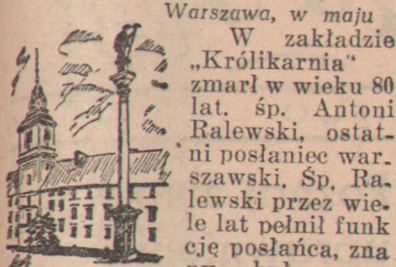 Warszawa, w maju
W zakładzie
„Królikarnia“
zmarł w wieku 80
lat. śp. Antoni
Ralewski, ostat-
ni posłaniec war-
szawski. Śp. Ra-
lewski przez wie-
le lat pełnił funk
cję posłańca, zna